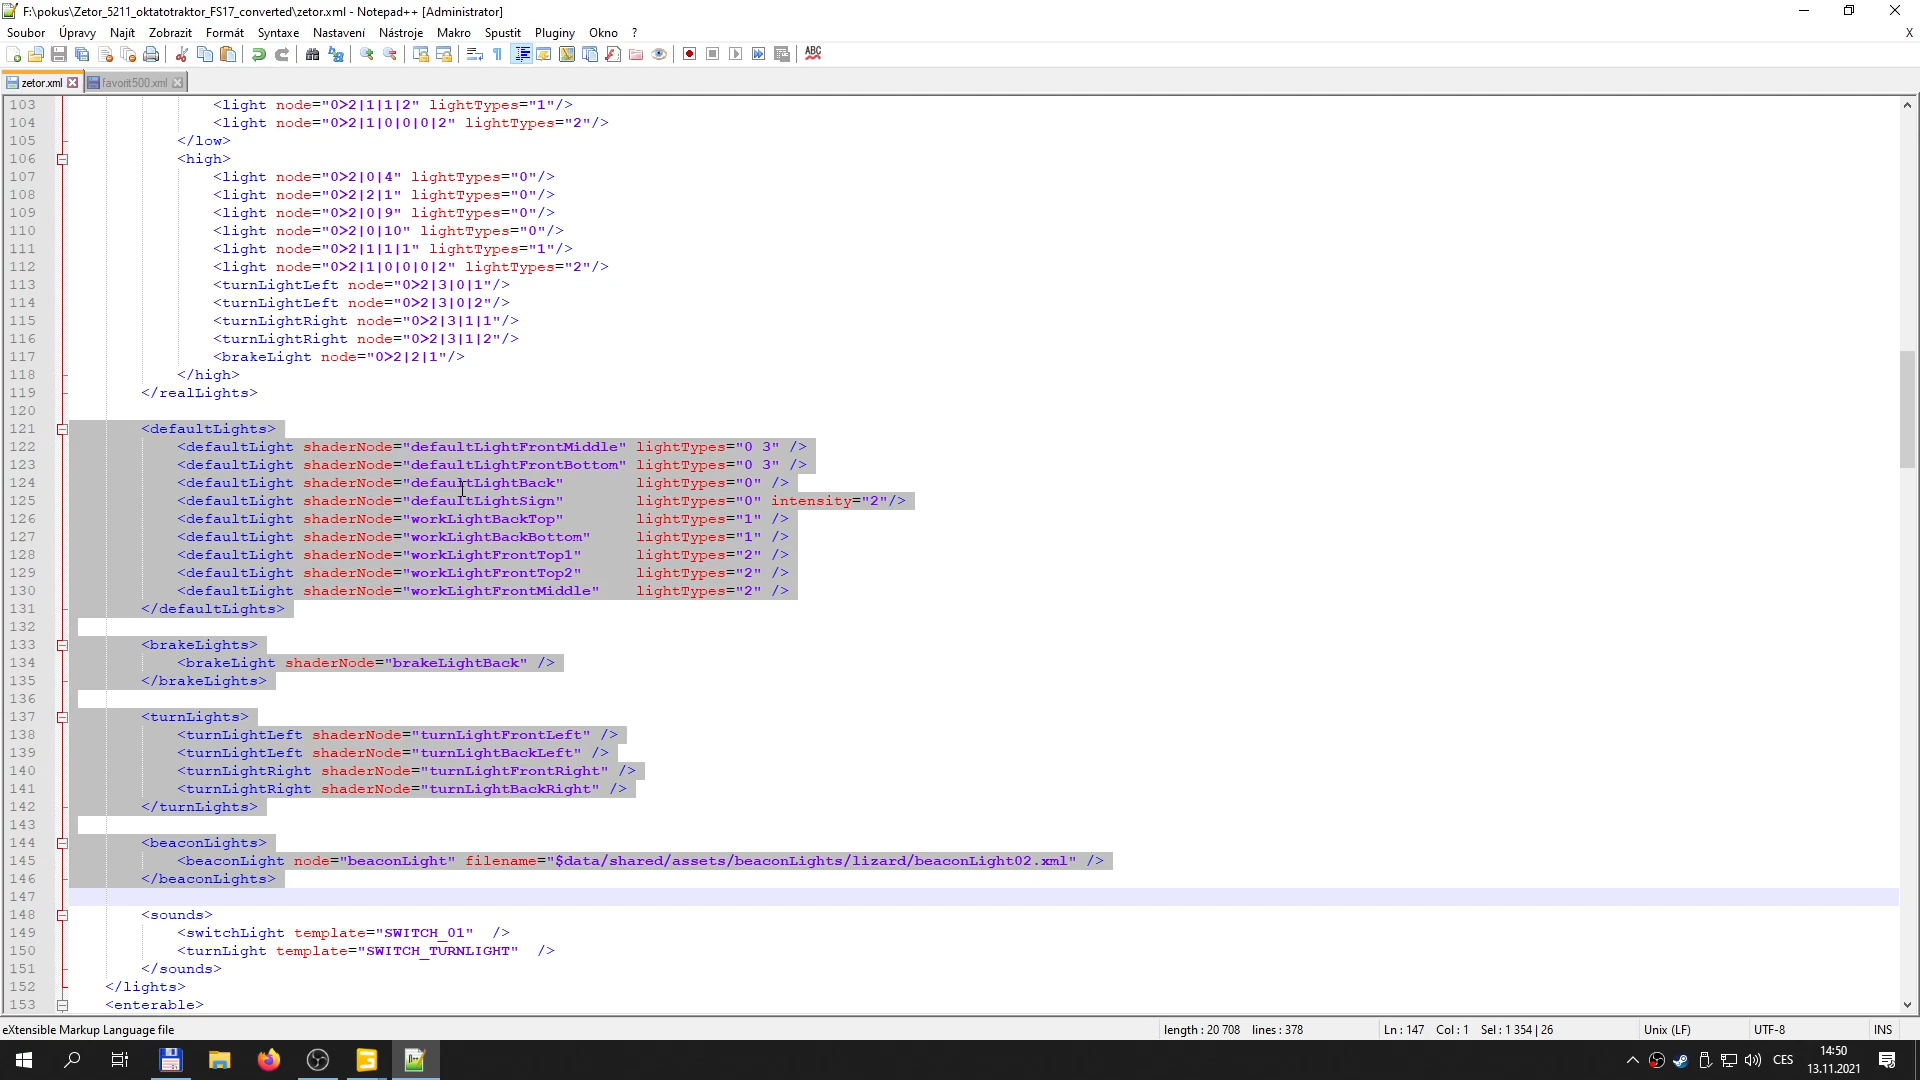 F:\pokus\Zetor_5211_oktatotraktor_FS17_converted\zetor.xml - Notepad++ [Administrator]
Soubor Úpravy Najít Zobrazit Formát Syntaxe Nastavení Nástroje Makro Spustit Pluginy Okno ? X
zetor.xml favorit500.xml
103 <light node="0>2|1|1|2" lightTypes="1"/>
104 <light node="0>2|1|0|0|0|2" lightTypes="2"/>
105 </low>
106 <high>
107 <light node="0>2|0|4" lightTypes="0"/>
108 <light node="0>2|2|1" lightTypes="0"/>
109 <light node="0>2|0|9" lightTypes="0"/>
110 <light node="0>2|0|10" lightTypes="0"/>
111 <light node="0>2|1|1|1" lightTypes="1"/>
112 <light node="0>2|1|0|0|0|2" lightTypes="2"/>
113 <turnLightLeft node="0>2|3|0|1"/>
114 <turnLightLeft node="0>2|3|0|2"/>
115 <turnLightRight node="0>2|3|1|1"/>
116 <turnLightRight node="0>2|3|1|2"/>
117 <brakeLight node="0>2|2|1"/>
118 </high>
119 </realLights>
120
121 <defaultLights>
122 <defaultLight shaderNode="defaultLightFrontMiddle" lightTypes="0 3" />
123 <defaultLight shaderNode="defaultLightFrontBottom" lightTypes="0 3" />
124 <defaultLight shaderNode="defaultLightBack" lightTypes="0" />
125 <defaultLight shaderNode="defaultLightSign" lightTypes="0" intensity="2"/>
126 <defaultLight shaderNode="workLightBackTop" lightTypes="1" />
127 <defaultLight shaderNode="workLightBackBottom" lightTypes="1" />
128 <defaultLight shaderNode="workLightFrontTop1" lightTypes="2" />
129 <defaultLight shaderNode="workLightFrontTop2" lightTypes="2" />
130 <defaultLight shaderNode="workLightFrontMiddle" lightTypes="2" />
131 </defaultLights>
132
133 <brakeLights>
134 <brakeLight shaderNode="brakeLightBack" />
135 </brakeLights>
136
137 <turnLights>
138 <turnLightLeft shaderNode="turnLightFrontLeft" />
139 <turnLightLeft shaderNode="turnLightBackLeft" />
140 <turnLightRight shaderNode="turnLightFrontRight" />
141 <turnLightRight shaderNode="turnLightBackRight" />
142 </turnLights>
143
144 <beaconLights>
145 <beaconLight node="beaconLight" filename="$data/shared/assets/beaconLights/lizard/beaconLight02.xml" />
146 </beaconLights>
147
148 <sounds>
149 <switchLight template="SWITCH_01" />
150 <turnLight template="SWITCH_TURNLIGHT" />
151 </sounds>
152 </lights>
153 <enterable>
eXtensible Markup Language file length : 20 708 lines : 378 Ln : 147 Col : 1 Sel : 1 354 | 26 Unix (LF) UTF-8 INS
CES 14:50
13.11.2021